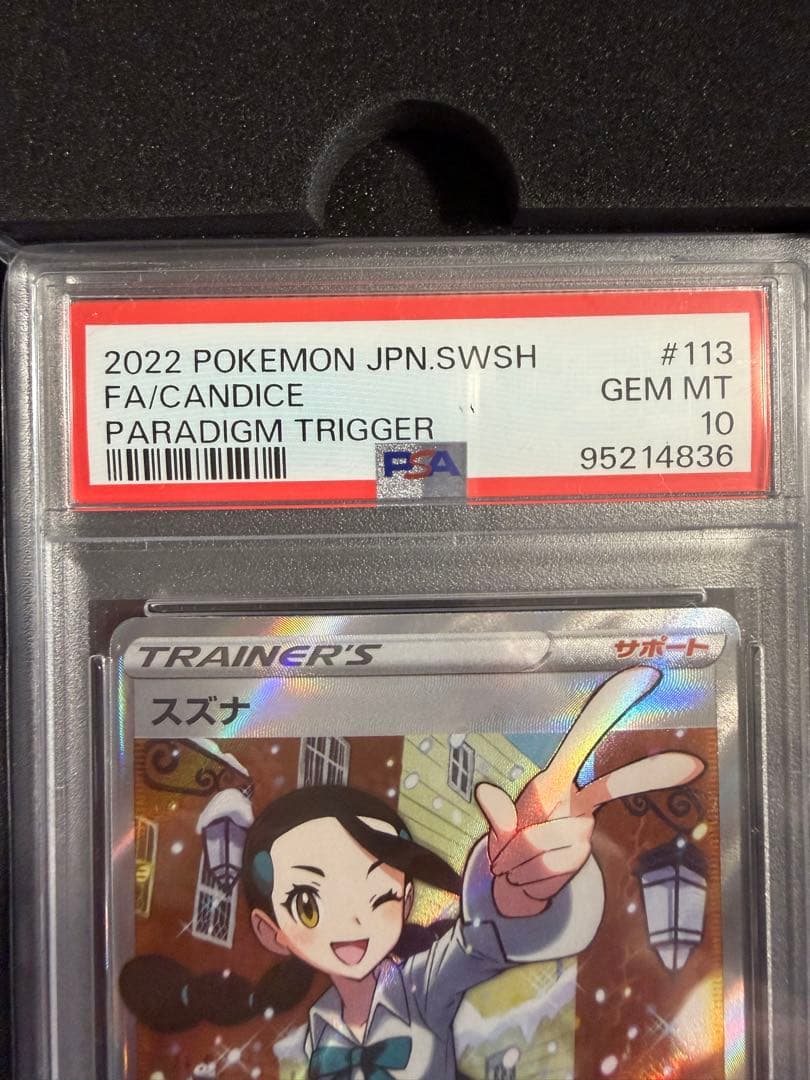 2022 POKEMON JPN.SWSH #113
FA/CANDICE GEM MT
PARADIGM TRIGGER 10
95214836
PSA
TRAINER'S サポート
スズナ